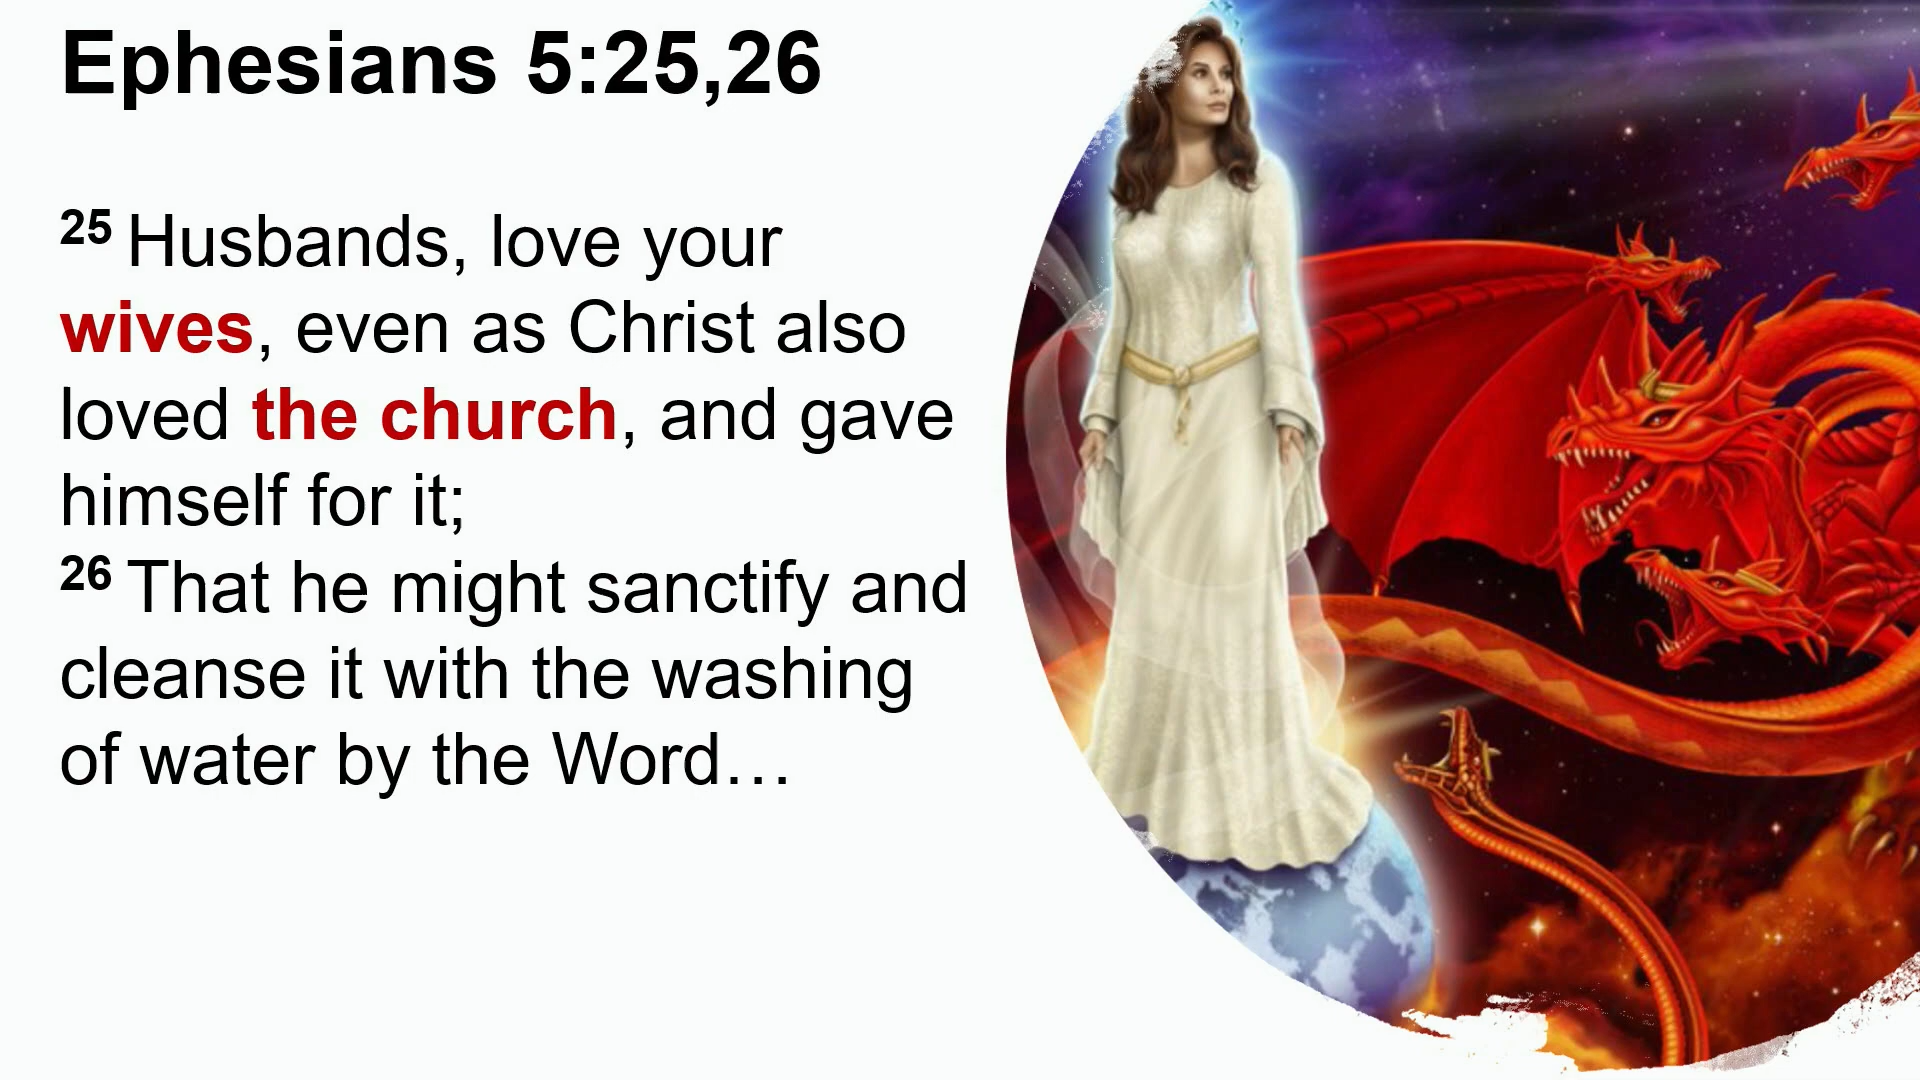 Ephesians 5:25,26
25 Husbands, love your
wives, even as Christ also
loved the church, and gave
himself for it;
26 That he might sanctify and
cleanse it with the washing
of water by the Word…